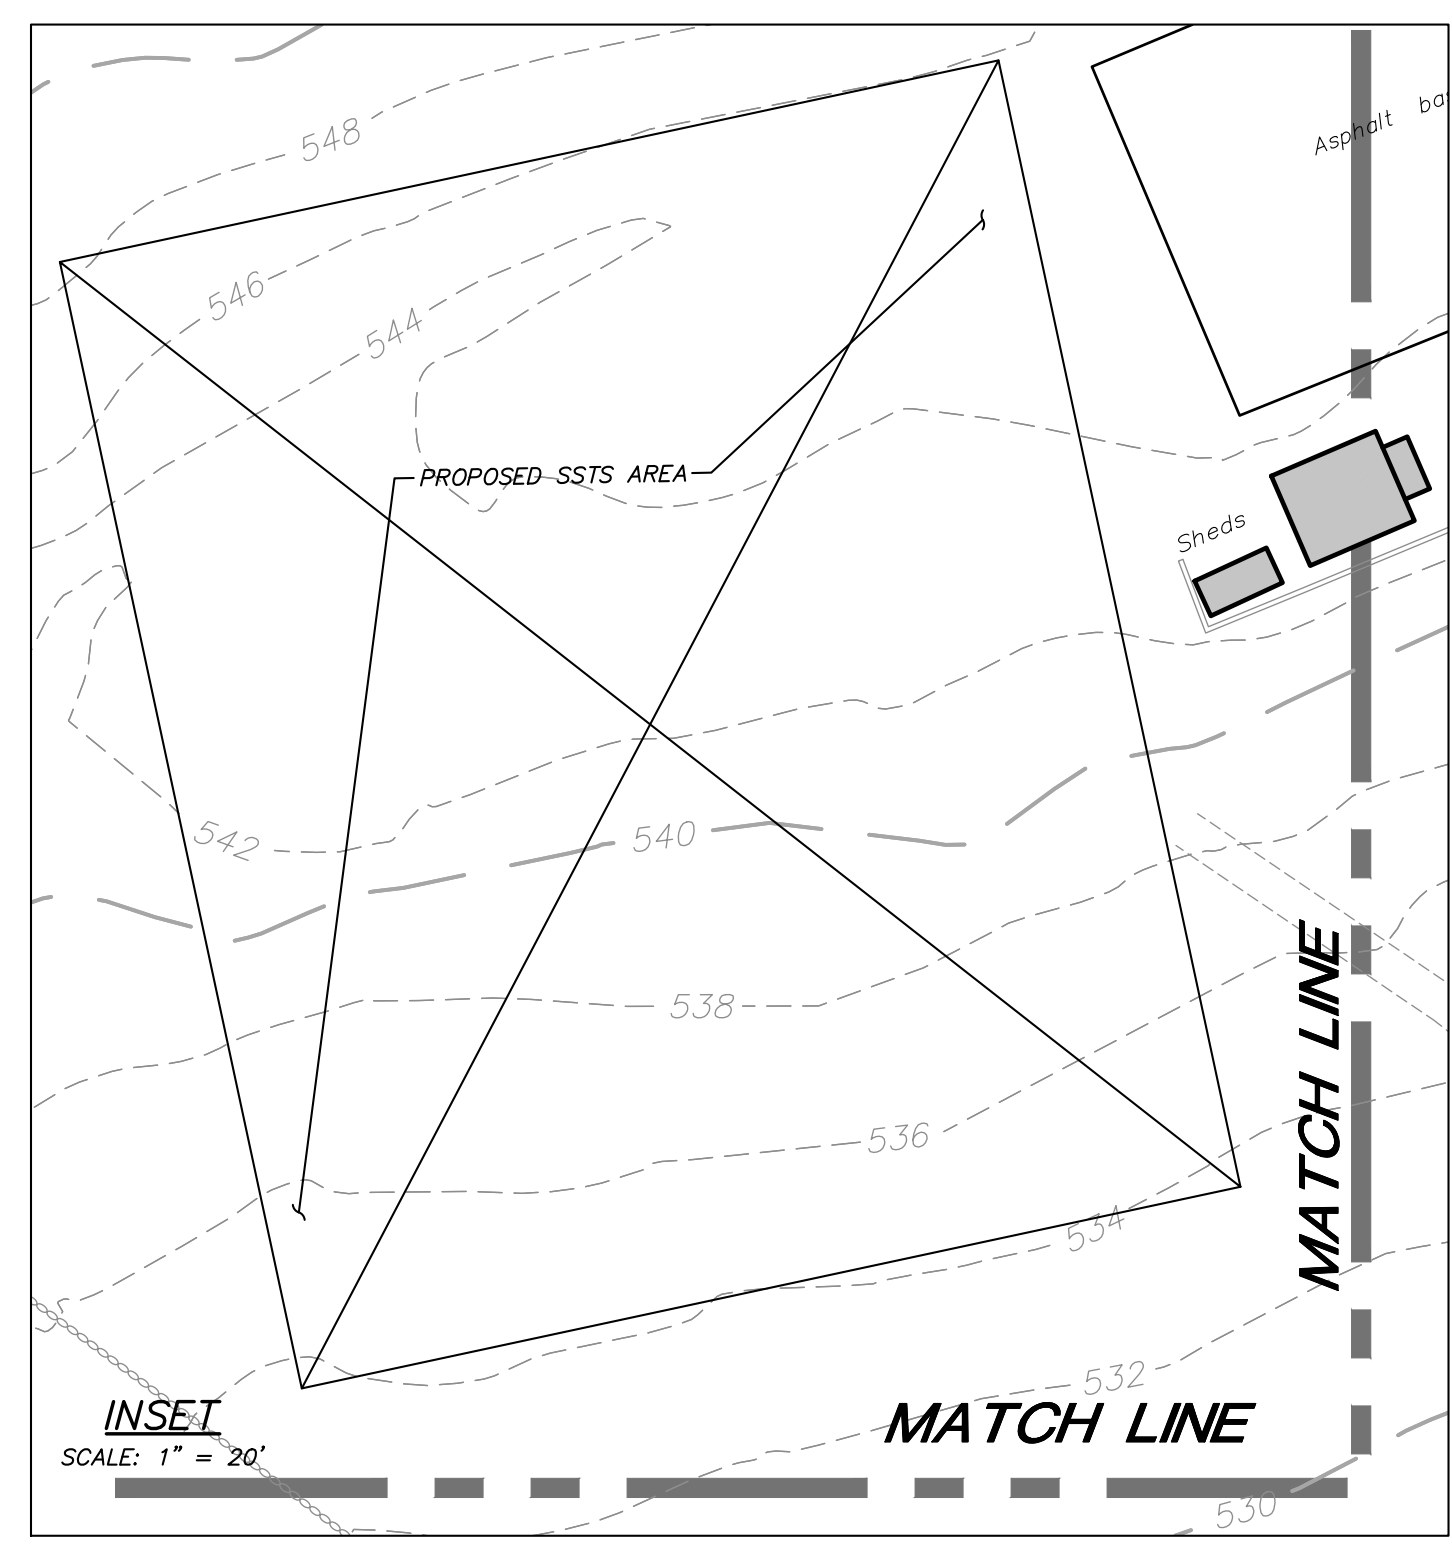 548
Asphalt
546
544
PROPOSED SSTS AREA
Sheds
542
540
538
MATCH LINE
536
534
532
INSET
MATCH LINE
SCALE: 1" = 20'
530